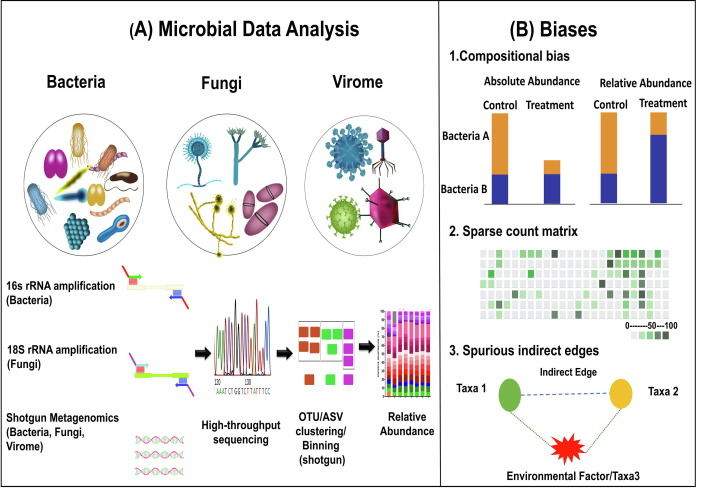 (A) Microbial Data Analysis
Bacteria
Fungi
Virome
16s rRNA amplification
(Bacteria)
18S rRNA amplification
(Fungi)
Shotgun Metagenomics
(Bacteria, Fungi,
Virome)
120
130
High-throughput
sequencing
OTU/ASV
clustering/
Binning
(shotgun)
Relative
Abundance
(B) Biases
1.Compositional bias
Absolute Abundance
Relative Abundance
Control
Treatment
Control
Treatment
Bacteria A
Bacteria B
2. Sparse count matrix
0-------50---100
3. Spurious indirect edges
Indirect Edge
Taxa 1
Taxa 2
Environmental Factor/Taxa3